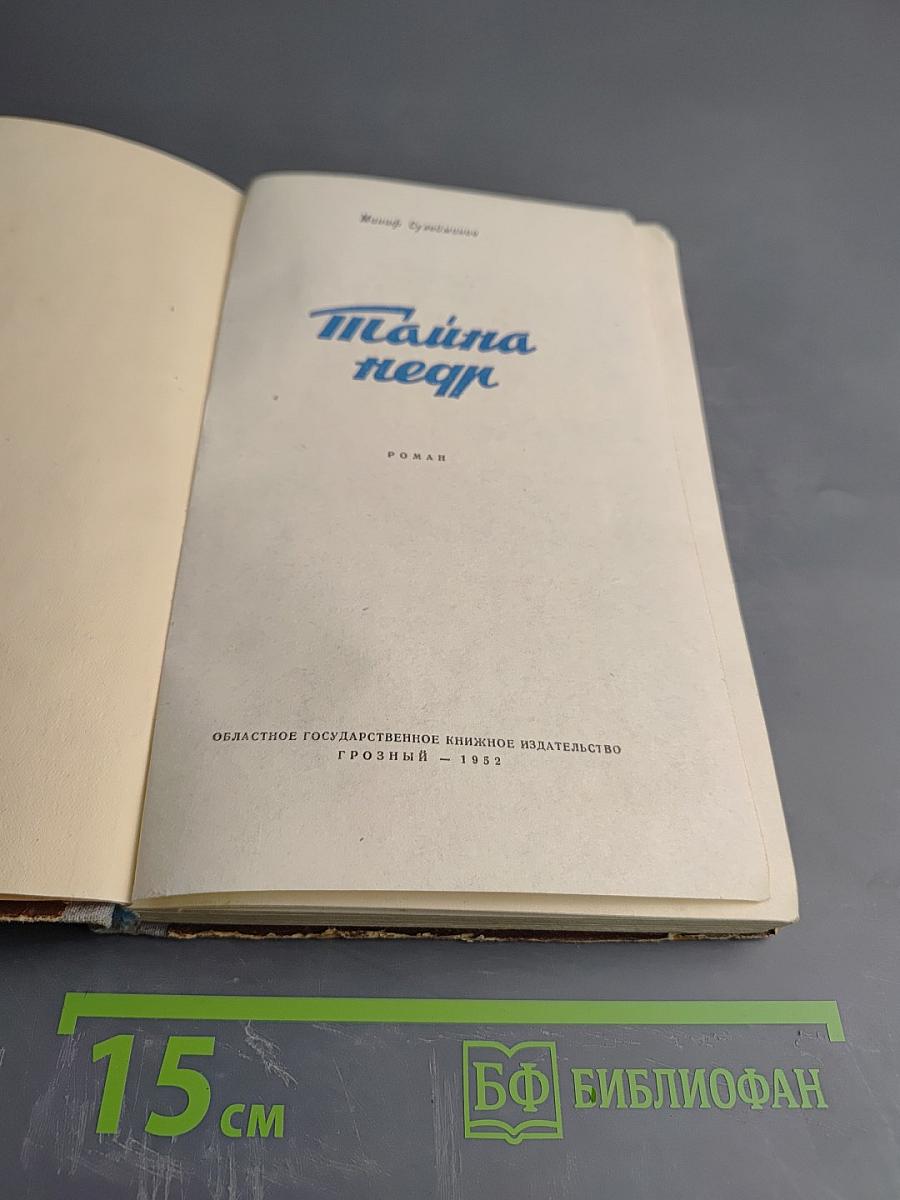 Тайна
недр
РОМАН
ОБЛАСТНОЕ ГОСУДАРСТВЕННОЕ КНИЖНОЕ ИЗДАТЕЛЬСТВО
ГРОЗНЫЙ — 1952
15 см
БФ БИБЛИОФАН